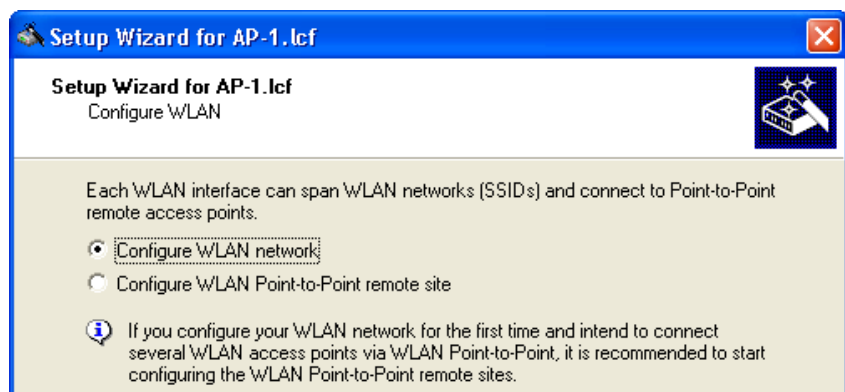 Setup Wizard for AP-1.lcf
Setup Wizard for AP-1.lcf
Configure WLAN
Each WLAN interface can span WLAN networks (SSIDs) and connect to Point-to-Point
remote access points.
Configure WLAN network
Configure WLAN Point-to-Point remote site
If you configure your WLAN network for the first time and intend to connect
several WLAN access points via WLAN Point-to-Point, it is recommended to start
configuring the WLAN Point-to-Point remote sites.